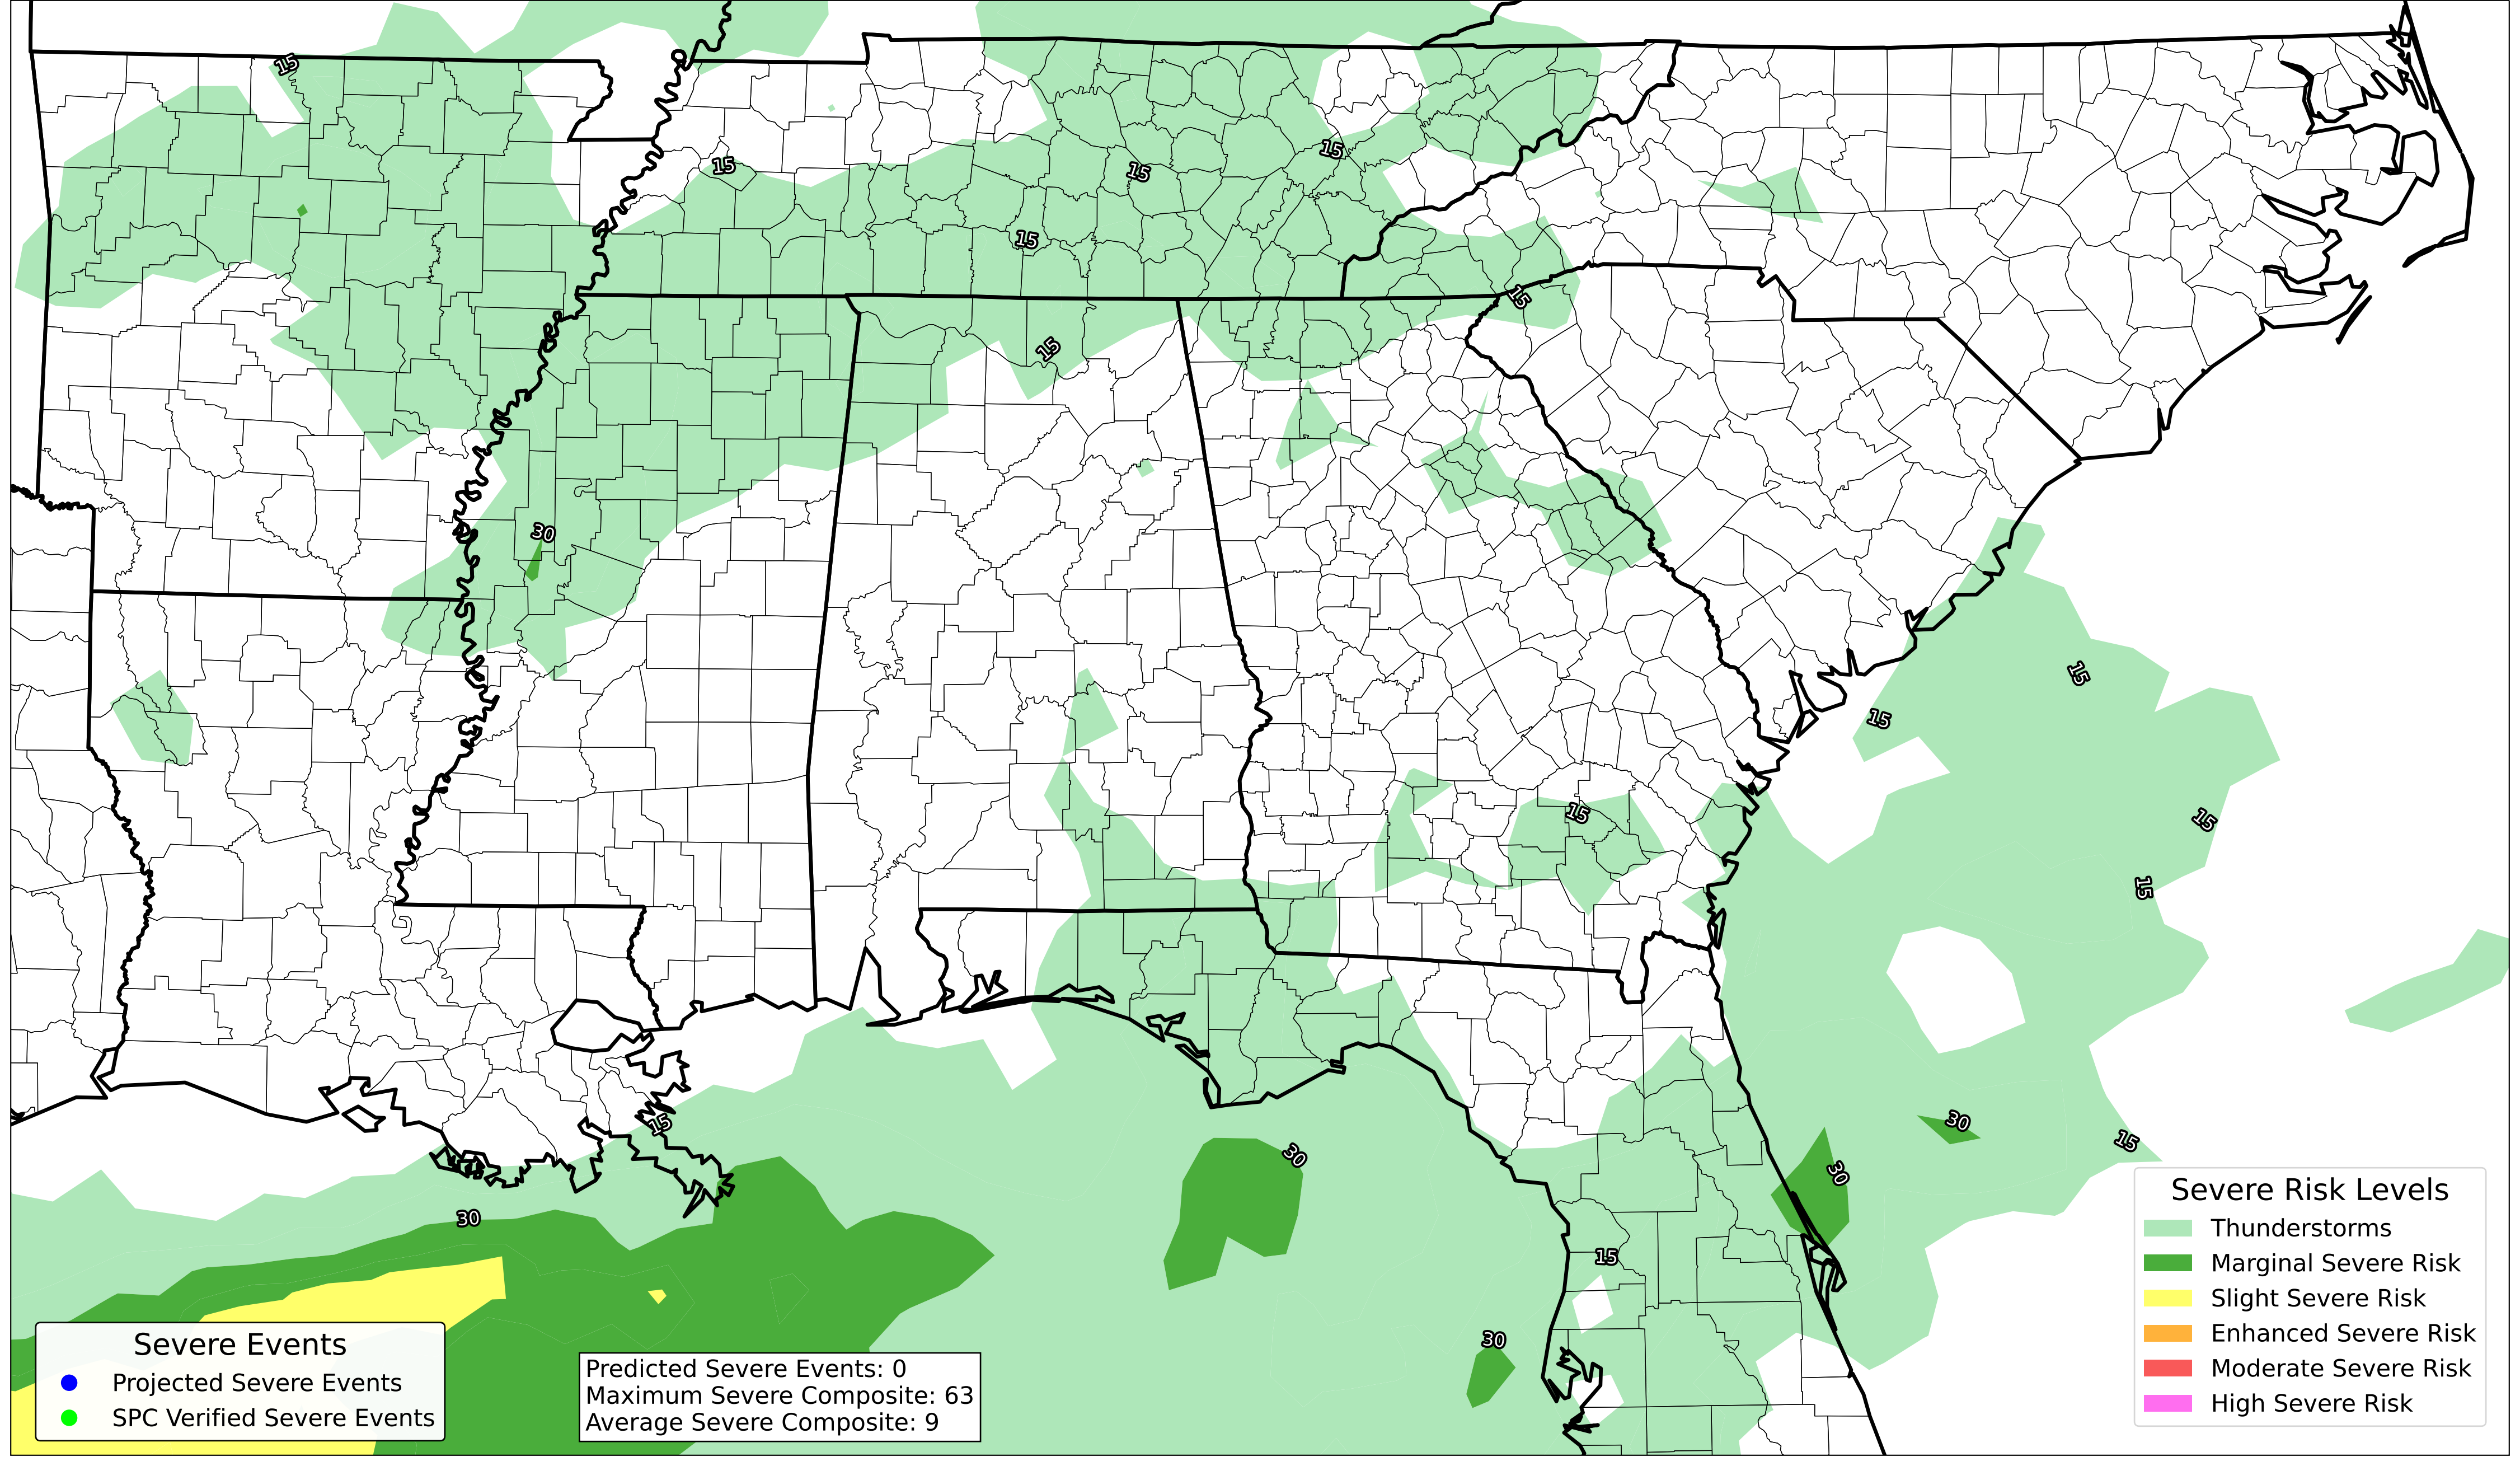 15
15
15
15
15
15
15
30
15
15
15
15
15
15
30
15
30
30
30
15
30
Severe Risk Levels
Thunderstorms
Marginal Severe Risk
Slight Severe Risk
Enhanced Severe Risk
Moderate Severe Risk
High Severe Risk
Severe Events
Projected Severe Events
SPC Verified Severe Events
Predicted Severe Events: 0
Maximum Severe Composite: 63
Average Severe Composite: 9